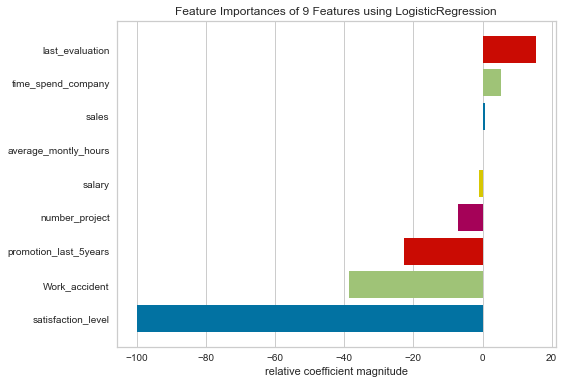 Feature Importances of 9 Features using LogisticRegression
last_evaluation
time_spend_company
sales
average_montly_hours
salary
number_project
promotion_last_5years
Work_accident
satisfaction_level
−100 −80 −60 −40 −20 0 20
relative coefficient magnitude